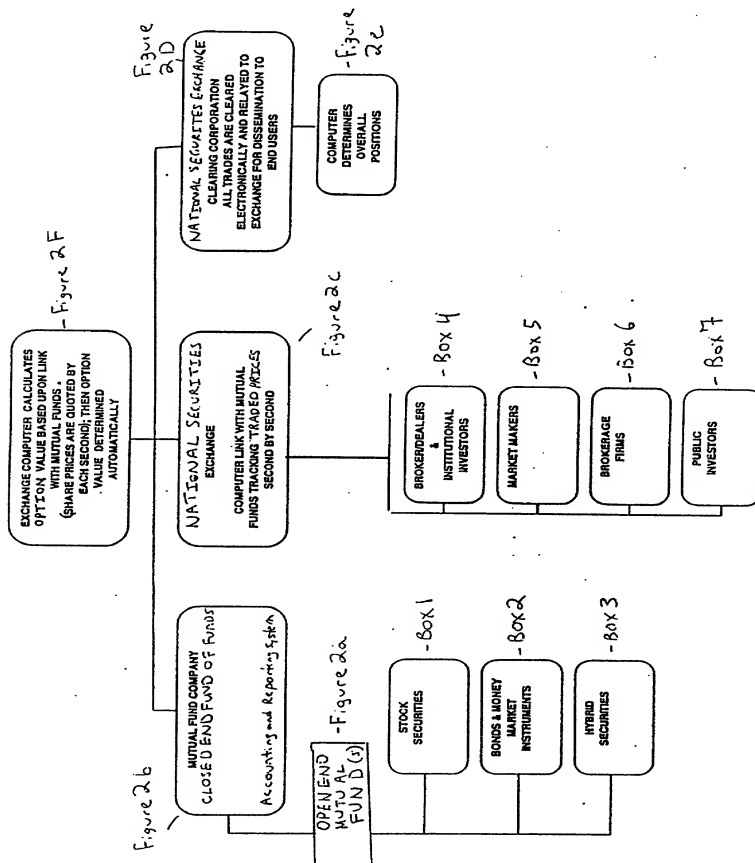 EXCHANGE COMPUTER CALCULATES
OPTION VALUE BASED UPON LINK
WITH MUTUAL FUNDS.
(SHARE PRICES ARE QUOTED BY
EACH SECOND); THEN OPTION
VALUE DETERMINED
AUTOMATICALLY
-Figure 2F
Figure 2b
MUTUAL FUND COMPANY
CLOSED END FUND OF FUNDS
Accounting and Reporting System
NATIONAL SECURITIES
EXCHANGE
COMPUTER LINK WITH MUTUAL
FUNDS TRACKING TRADED PRICES
SECOND BY SECOND
Figure 2C
Figure
2D
NATIONAL SECURITES EXCHANGE
CLEARING CORPORATION
ALL TRADES ARE CLEARED
ELECTRONICALLY AND RELAYED TO
EXCHANGE FOR DISSEMINATION TO
END USERS
COMPUTER
DETERMINES
OVERALL
POSITIONS
-Figure
2e
OPEN END
MUTUAL
FUND(s)
-Figure 2a
STOCK
SECURITIES
-Box 1
BONDS & MONEY
MARKET
INSTRUMENTS
-Box 2
HYBRID
SECURITIES
-Box 3
BROKER/DEALERS
&
INSTITUTIONAL
INVESTORS
-Box 4
MARKET MAKERS
-Box 5
BROKERAGE
FIRMS
-Box 6
PUBLIC
INVESTORS
-Box 7